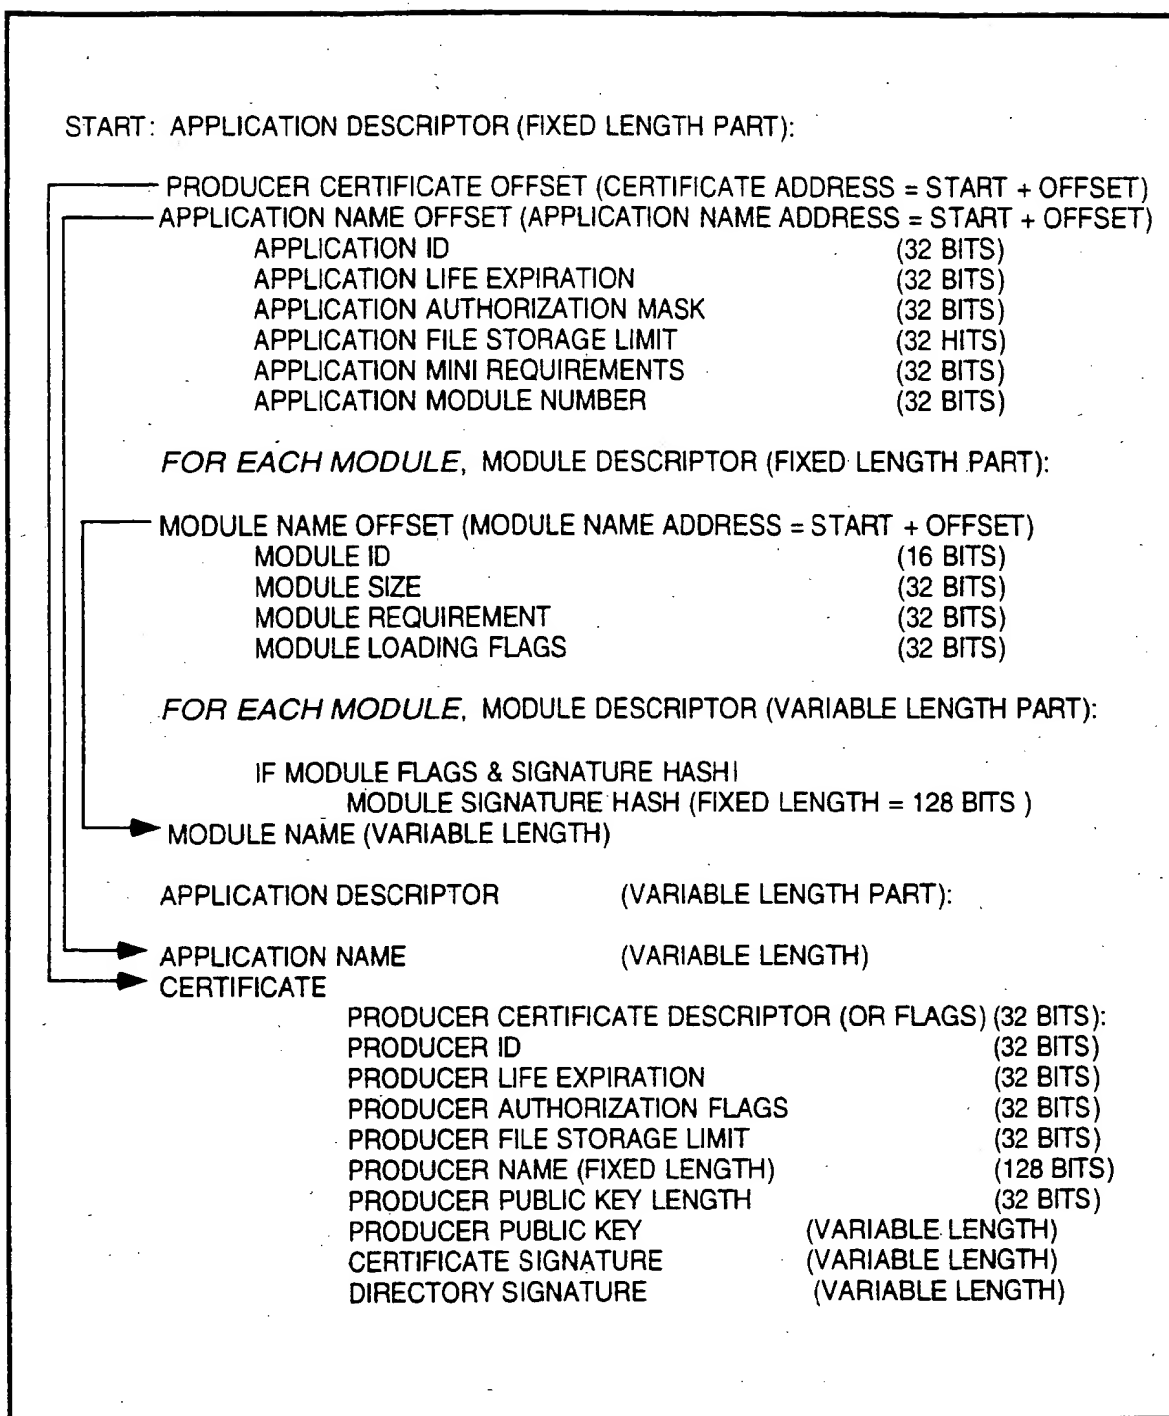 START: APPLICATION DESCRIPTOR (FIXED LENGTH PART):
PRODUCER CERTIFICATE OFFSET (CERTIFICATE ADDRESS = START + OFFSET)
APPLICATION NAME OFFSET (APPLICATION NAME ADDRESS = START + OFFSET)
APPLICATION ID (32 BITS)
APPLICATION LIFE EXPIRATION (32 BITS)
APPLICATION AUTHORIZATION MASK (32 BITS)
APPLICATION FILE STORAGE LIMIT (32 HITS)
APPLICATION MINI REQUIREMENTS (32 BITS)
APPLICATION MODULE NUMBER (32 BITS)
FOR EACH MODULE, MODULE DESCRIPTOR (FIXED LENGTH PART):
MODULE NAME OFFSET (MODULE NAME ADDRESS = START + OFFSET)
MODULE ID (16 BITS)
MODULE SIZE (32 BITS)
MODULE REQUIREMENT (32 BITS)
MODULE LOADING FLAGS (32 BITS)
FOR EACH MODULE, MODULE DESCRIPTOR (VARIABLE LENGTH PART):
IF MODULE FLAGS & SIGNATURE HASH|
MODULE SIGNATURE HASH (FIXED LENGTH = 128 BITS )
MODULE NAME (VARIABLE LENGTH)
APPLICATION DESCRIPTOR (VARIABLE LENGTH PART):
APPLICATION NAME (VARIABLE LENGTH)
CERTIFICATE
PRODUCER CERTIFICATE DESCRIPTOR (OR FLAGS) (32 BITS):
PRODUCER ID (32 BITS)
PRODUCER LIFE EXPIRATION (32 BITS)
PRODUCER AUTHORIZATION FLAGS (32 BITS)
PRODUCER FILE STORAGE LIMIT (32 BITS)
PRODUCER NAME (FIXED LENGTH) (128 BITS)
PRODUCER PUBLIC KEY LENGTH (32 BITS)
PRODUCER PUBLIC KEY (VARIABLE LENGTH)
CERTIFICATE SIGNATURE (VARIABLE LENGTH)
DIRECTORY SIGNATURE (VARIABLE LENGTH)